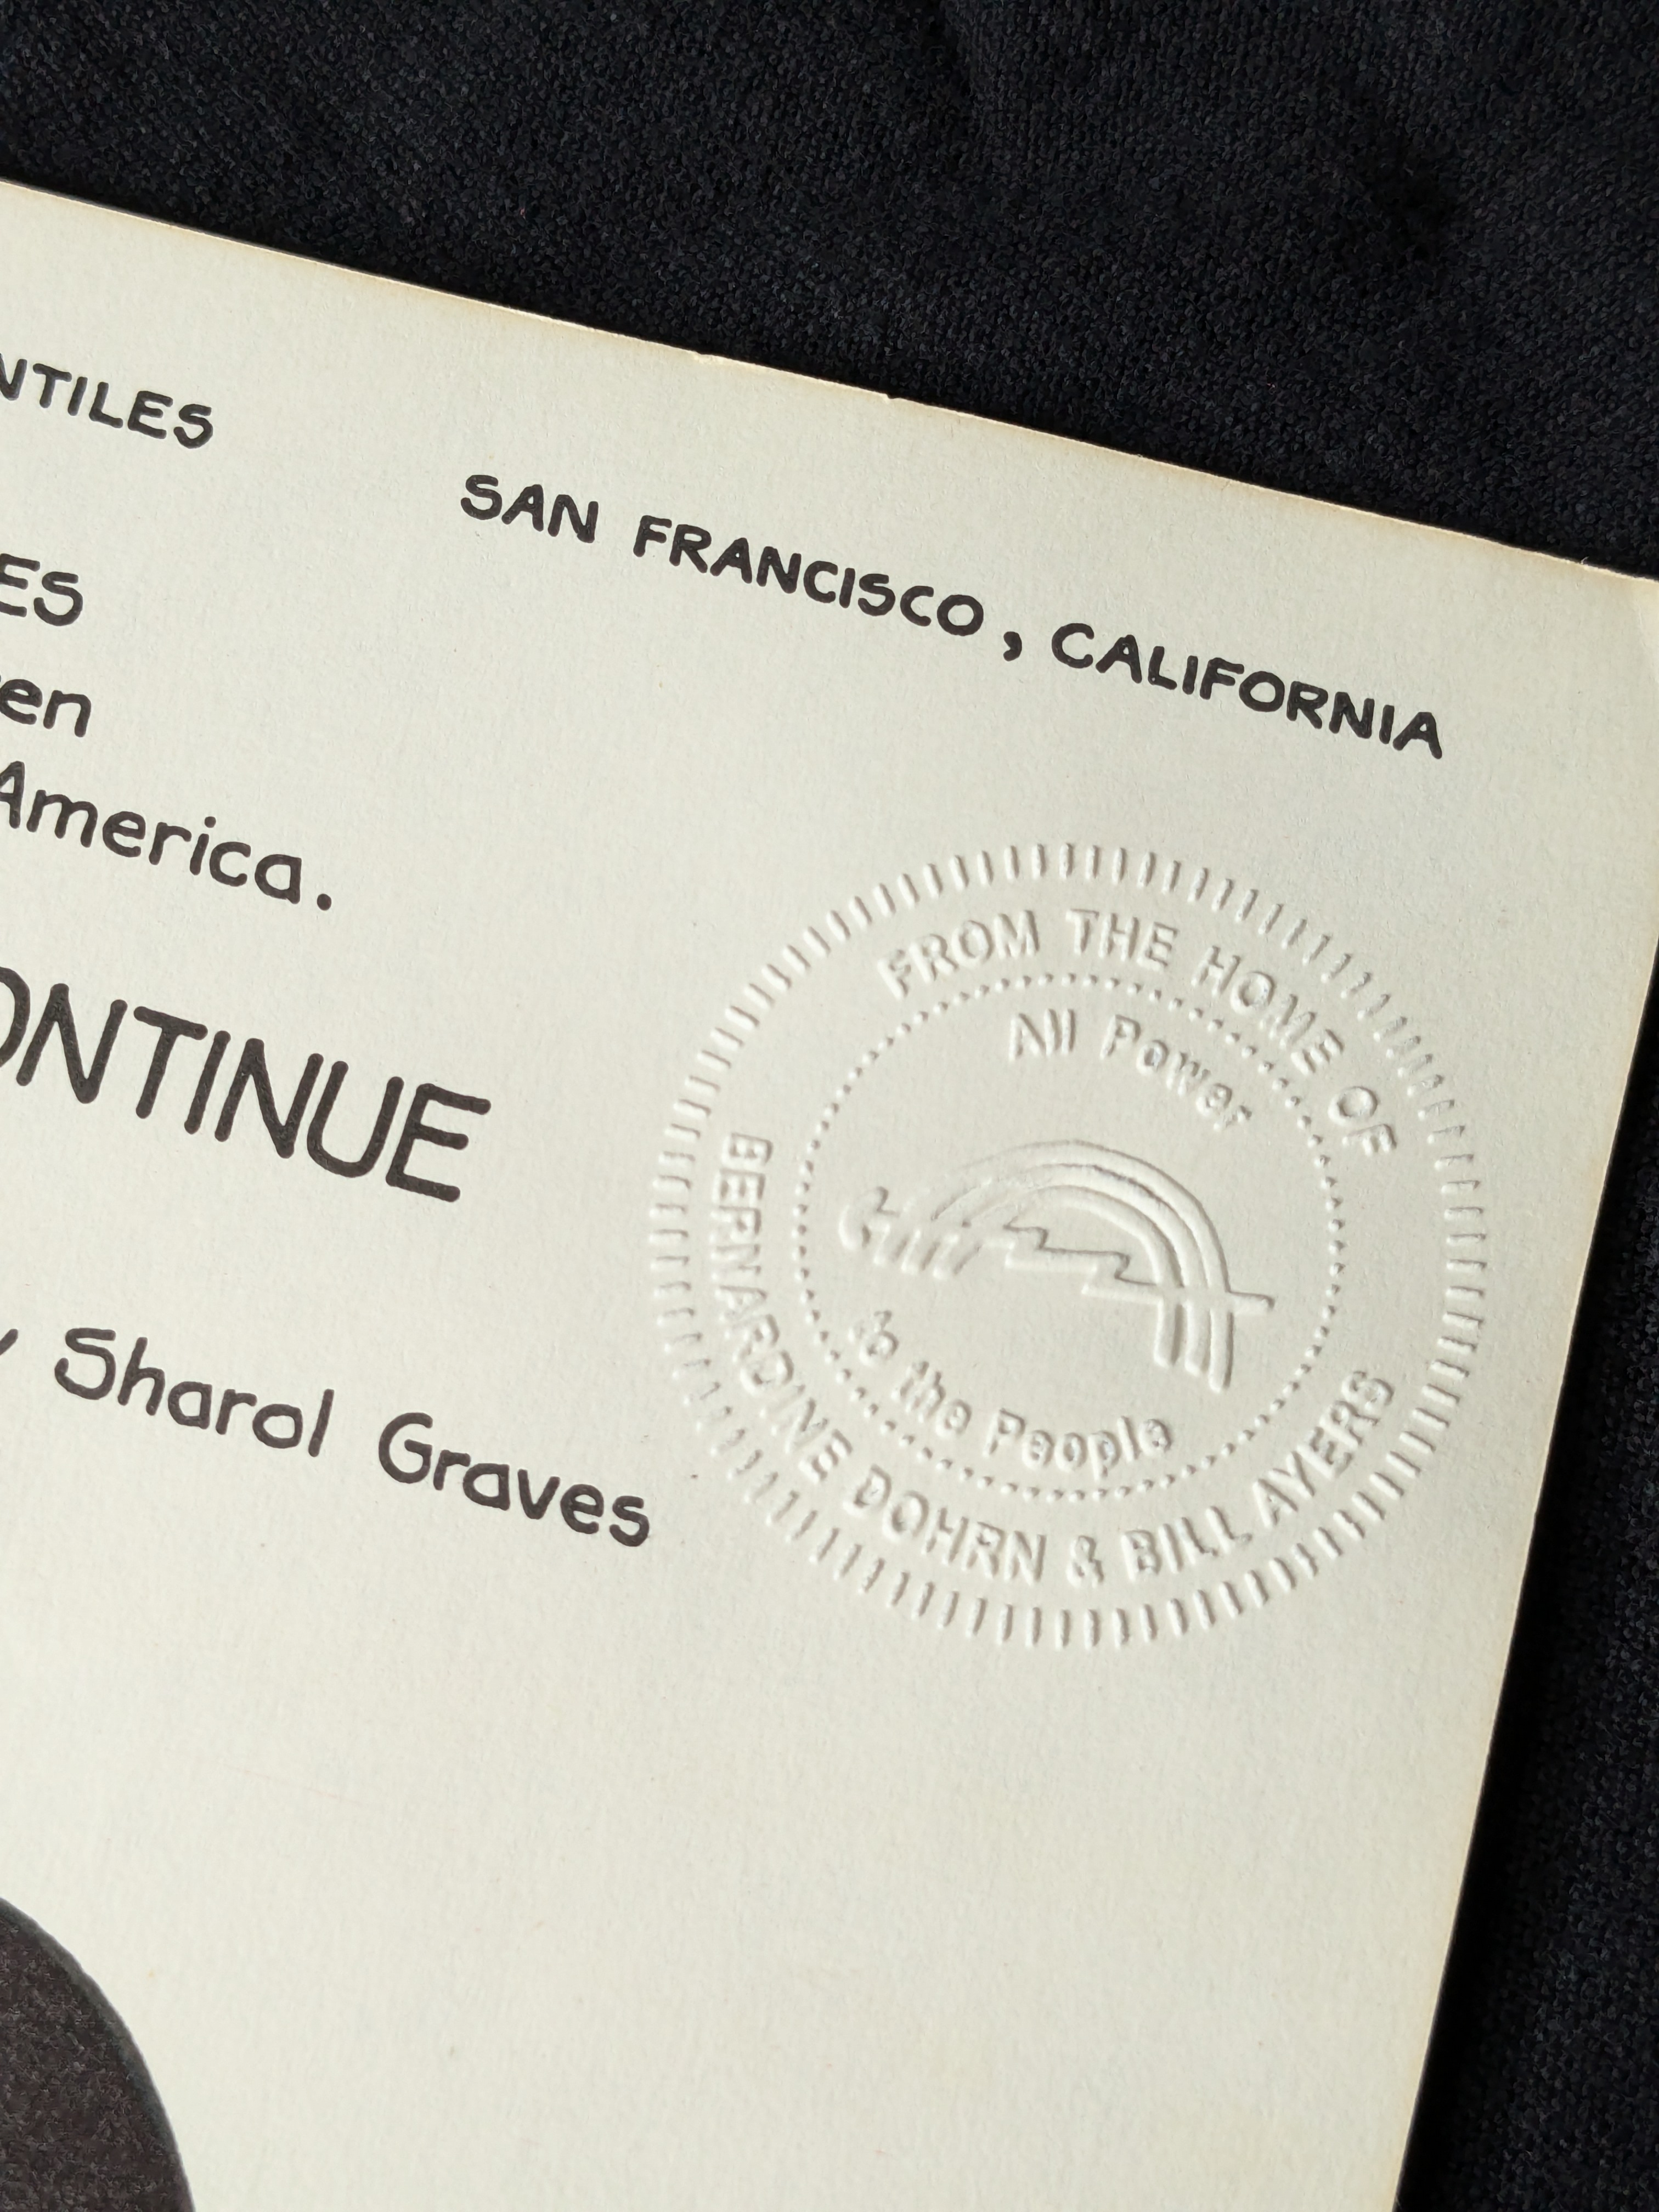 NTILES
SAN FRANCISCO, CALIFORNIA
ES
en
America.
ONTINUE
Sharol Graves
FROM THE HOME OF
All Power
to the People
BERNARDINE DOHRN & BILL AYERS